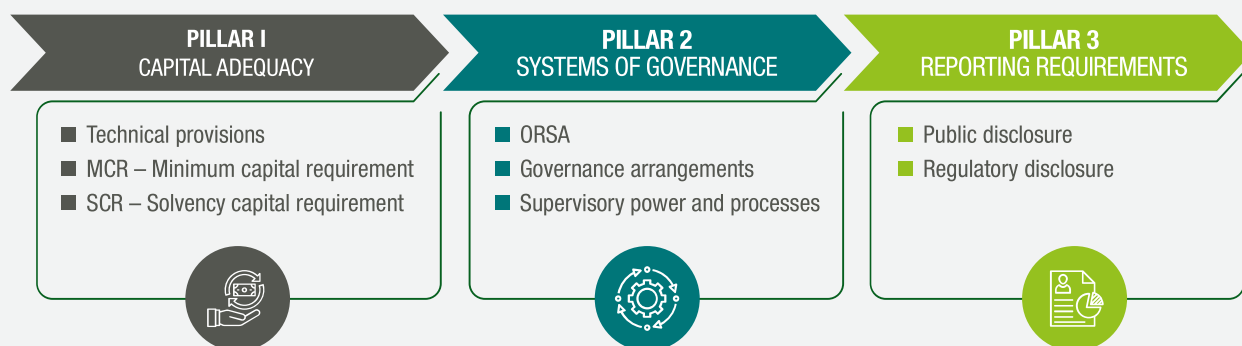 PILLAR I
CAPITAL ADEQUACY
Technical provisions
MCR – Minimum capital requirement
SCR – Solvency capital requirement
PILLAR 2
SYSTEMS OF GOVERNANCE
ORSA
Governance arrangements
Supervisory power and processes
PILLAR 3
REPORTING REQUIREMENTS
Public disclosure
Regulatory disclosure